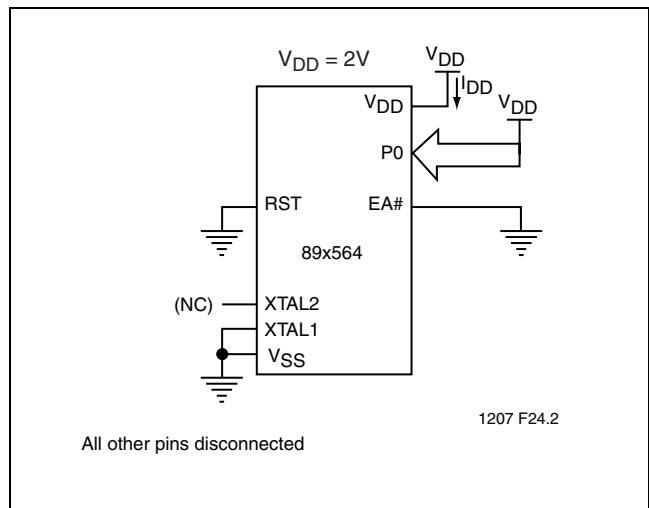 V_DD = 2V
V_DD
I_DD
V_DD
V_DD
P0
RST
EA#
89x564
(NC)
XTAL2
XTAL1
V_SS
1207 F24.2
All other pins disconnected